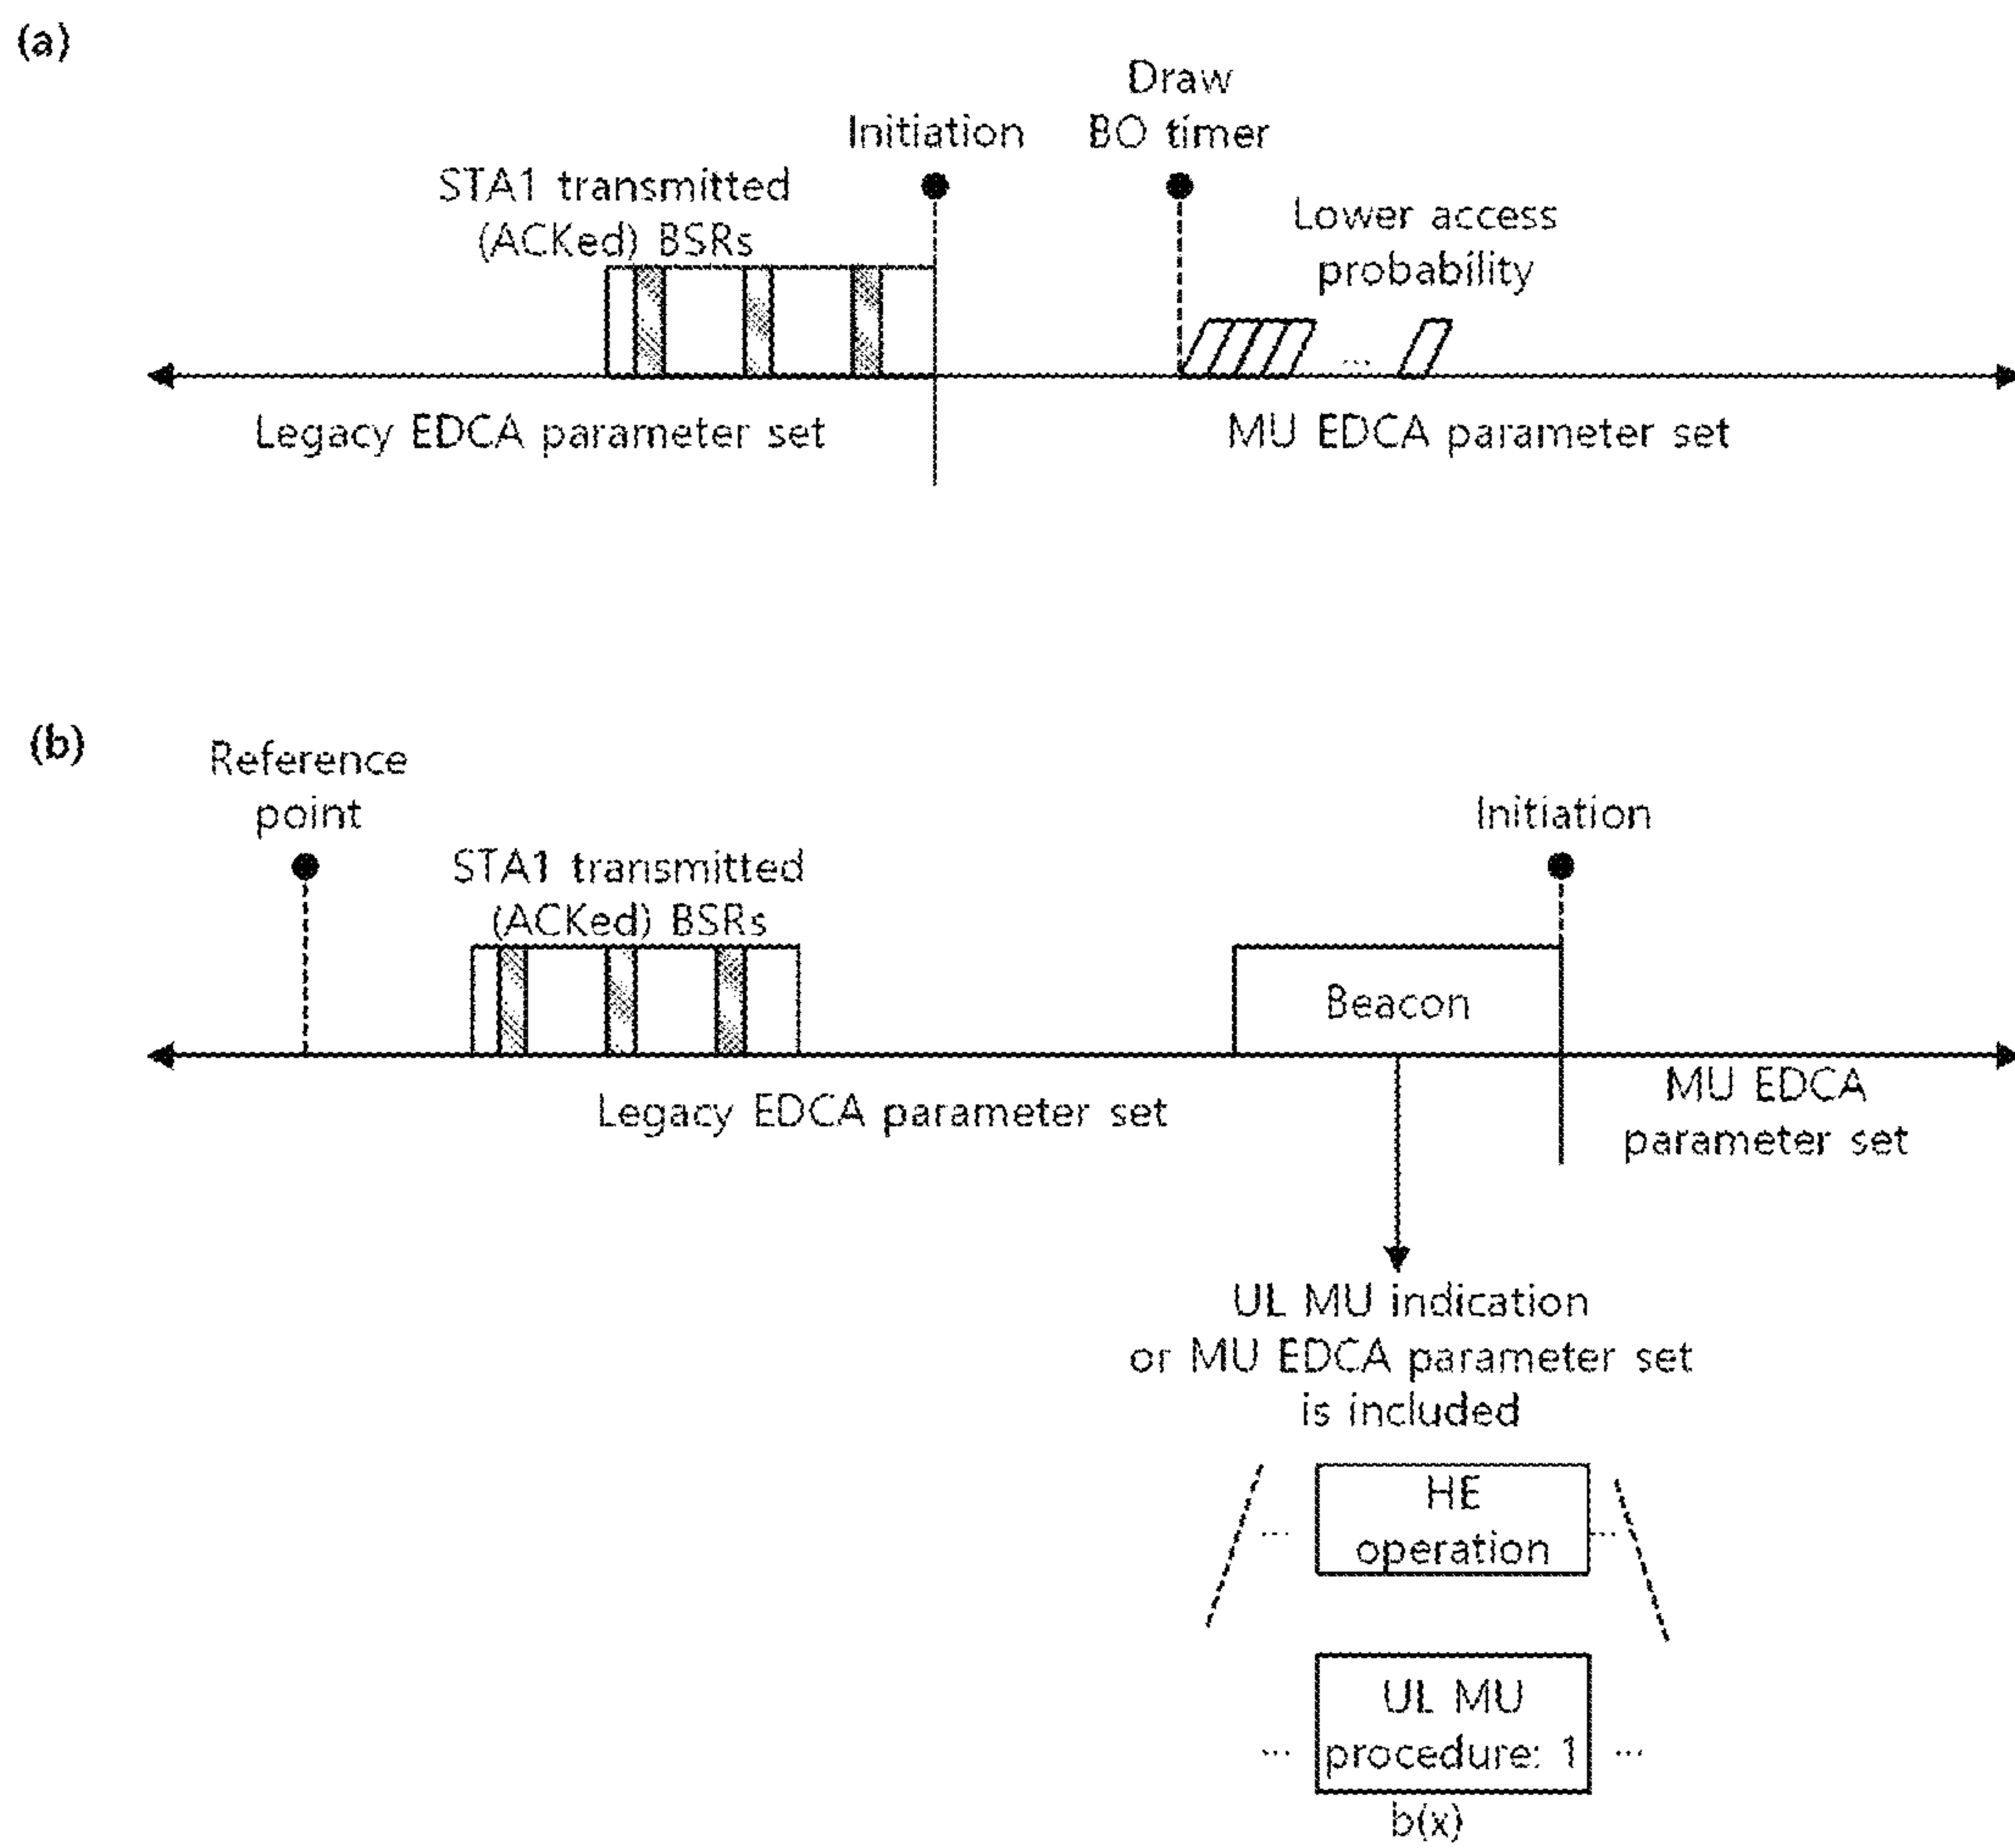 (a)
Draw
BO timer
Initiation
STA1 transmitted
(ACKed) BSRs
Lower access
probability
...
Legacy EDCA parameter set
MU EDCA parameter set
(b)
Reference
point
Initiation
STA1 transmitted
(ACKed) BSRs
Beacon
Legacy EDCA parameter set
MU EDCA
parameter set
UL MU indication
or MU EDCA parameter set
is included
HE
... operation ...
UL MU
... procedure: 1 ...
b(x)